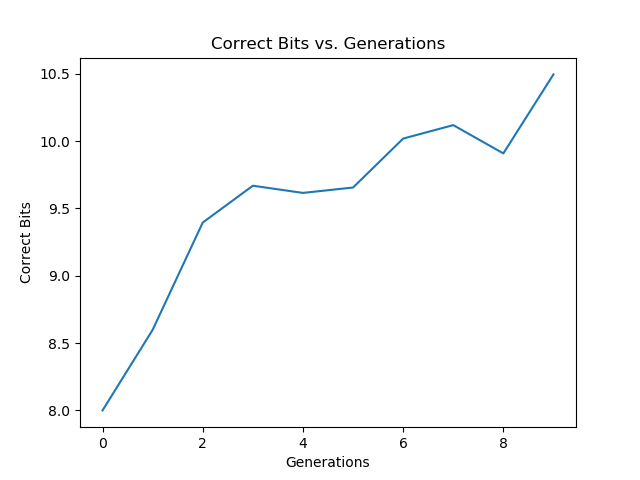 Correct Bits vs. Generations
10.5
10.0
9.5
9.0
8.5
8.0
Correct Bits
0 2 4 6 8
Generations